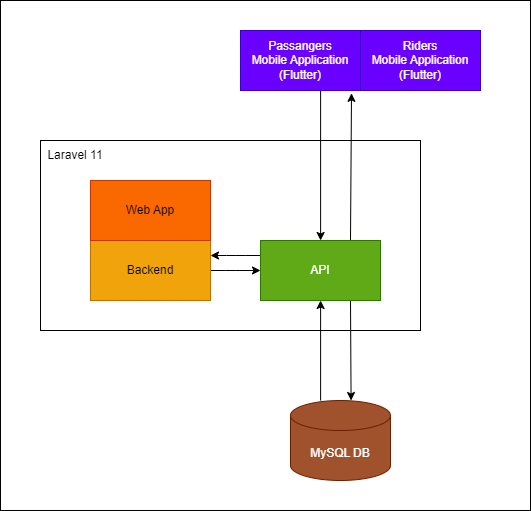 Passangers
Mobile Application
(Flutter)
Riders
Mobile Application
(Flutter)
Laravel 11
Web App
Backend
API
MySQL DB